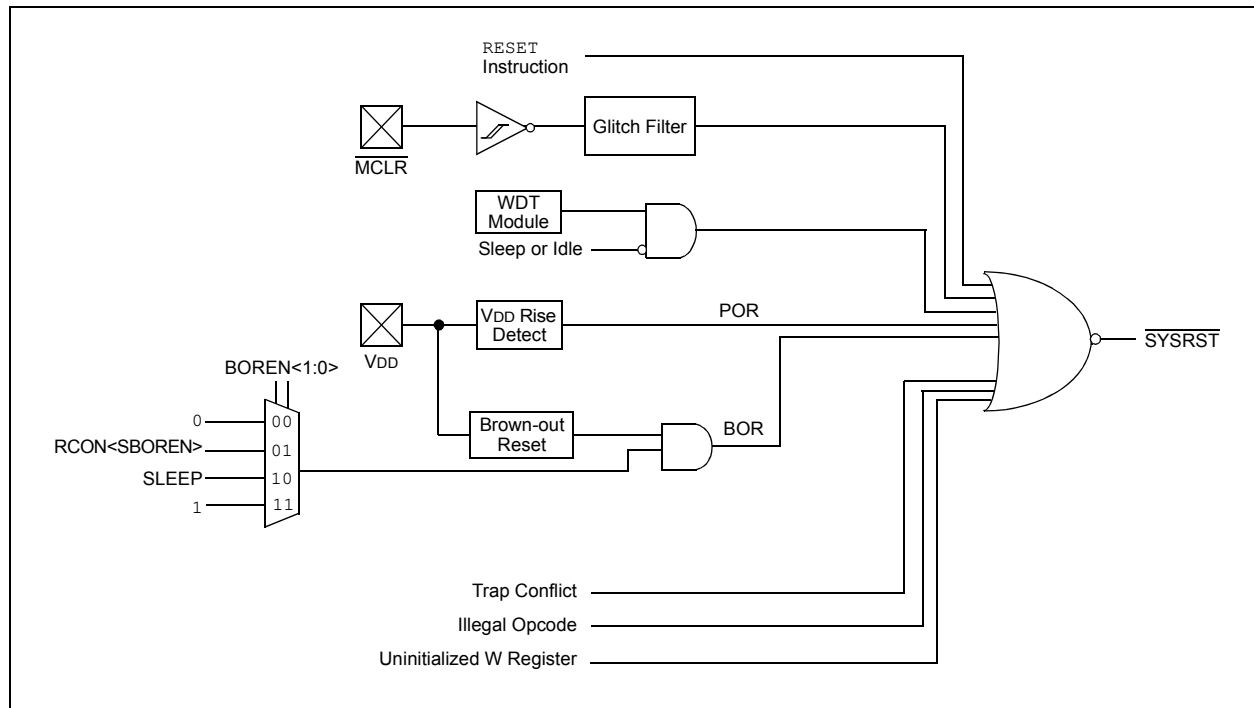 RESET
Instruction
MCLR
Glitch Filter
WDT
Module
Sleep or Idle
VDD
VDD Rise
Detect
POR
SYSRST
BOREN<1:0>
0
00
RCON<SBOREN>
01
SLEEP
10
1
11
Brown-out
Reset
BOR
Trap Conflict
Illegal Opcode
Uninitialized W Register